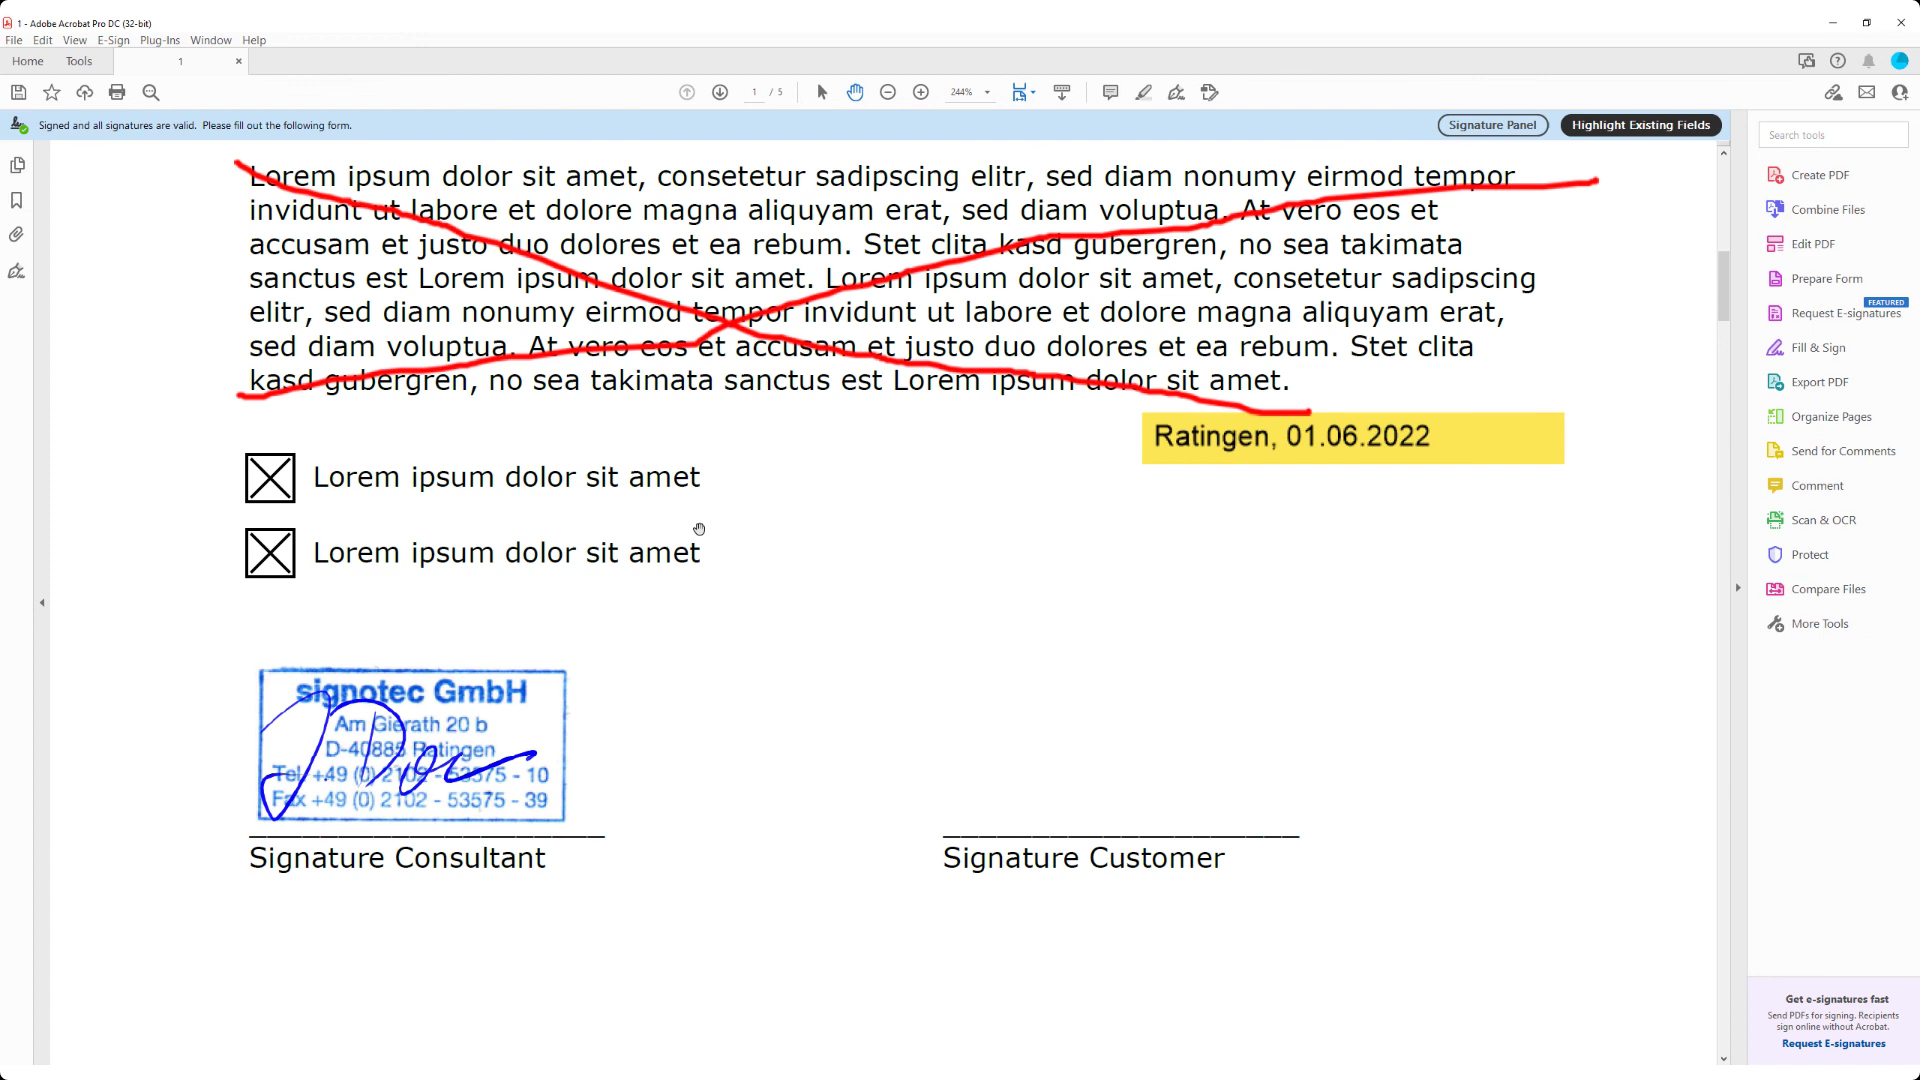 1 - Adobe Acrobat Pro DC (32-bit)
File Edit View E-Sign Plug-Ins Window Help
Home Tools 1
1 / 5 244%
Signed and all signatures are valid. Please fill out the following form. Signature Panel Highlight Existing Fields
Lorem ipsum dolor sit amet, consetetur sadipscing elitr, sed diam nonumy eirmod tempor
invidunt ut labore et dolore magna aliquyam erat, sed diam voluptua. At vero eos et
accusam et justo duo dolores et ea rebum. Stet clita kasd gubergren, no sea takimata
sanctus est Lorem ipsum dolor sit amet. Lorem ipsum dolor sit amet, consetetur sadipscing
elitr, sed diam nonumy eirmod tempor invidunt ut labore et dolore magna aliquyam erat,
sed diam voluptua. At vero eos et accusam et justo duo dolores et ea rebum. Stet clita
kasd gubergren, no sea takimata sanctus est Lorem ipsum dolor sit amet.
Ratingen, 01.06.2022
Lorem ipsum dolor sit amet
Lorem ipsum dolor sit amet
signotec GmbH
Am Gierath 20 b
D-40885 Ratingen
Tel +49 (0) 2102 - 53575 - 10
Fax +49 (0) 2102 - 53575 - 39
J. Doe
Signature Consultant
Signature Customer
Search tools
Create PDF
Combine Files
Edit PDF
Prepare Form
FEATURED
Request E-signatures
Fill & Sign
Export PDF
Organize Pages
Send for Comments
Comment
Scan & OCR
Protect
Compare Files
More Tools
Get e-signatures fast
Send PDFs for signing. Recipients
sign online without Acrobat.
Request E-signatures